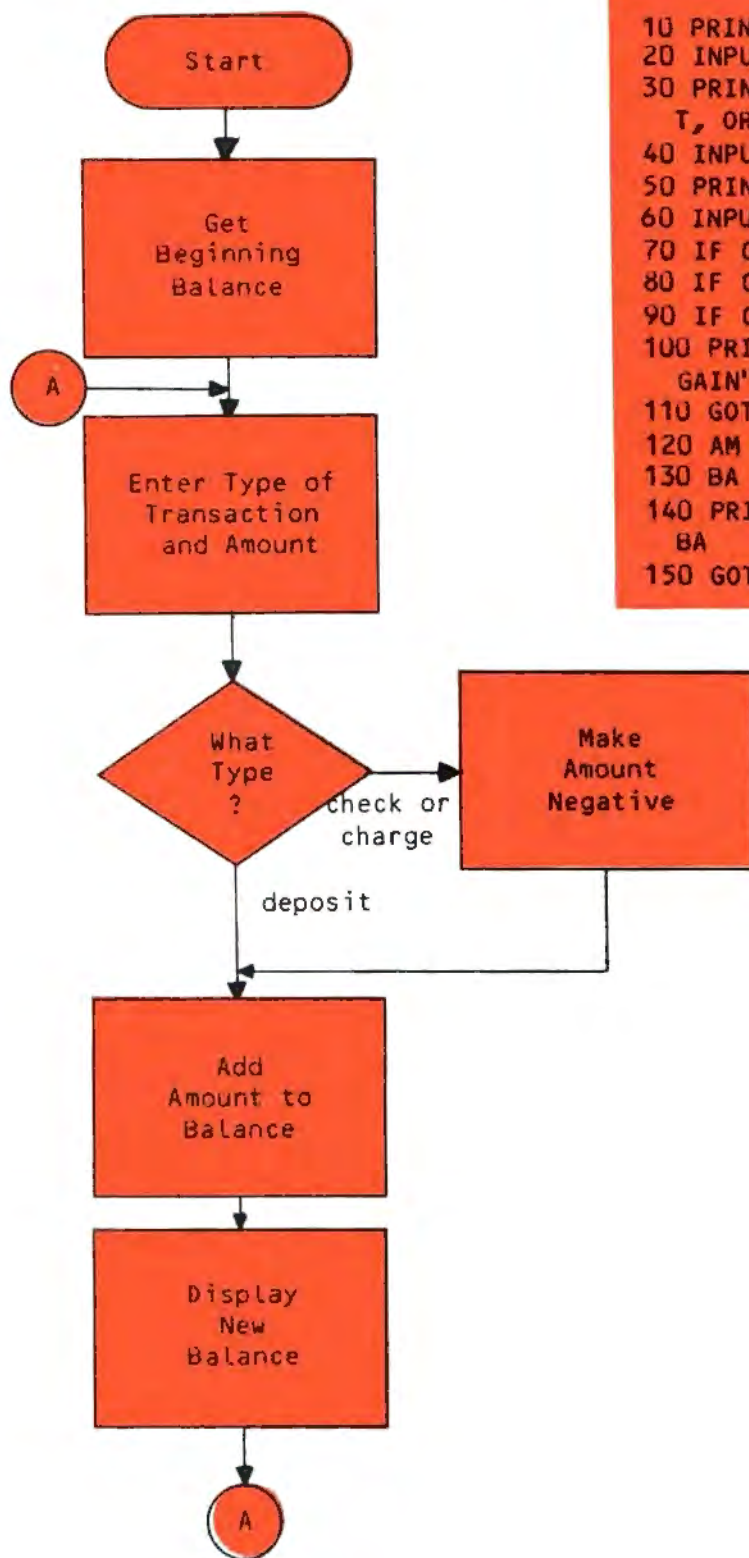 Start
Get
Beginning
Balance
A
Enter Type of
Transaction
and Amount
What
Type
?
check or
charge
Make
Amount
Negative
deposit
Add
Amount to
Balance
Display
New
Balance
A
10 PRIN
20 INPU
30 PRIN
T, OR
40 INPU
50 PRIN
60 INPU
70 IF
80 IF
90 IF
100 PRI
GAIN'
110 GOT
120 AM
130 BA
140 PRI
BA
150 GOT